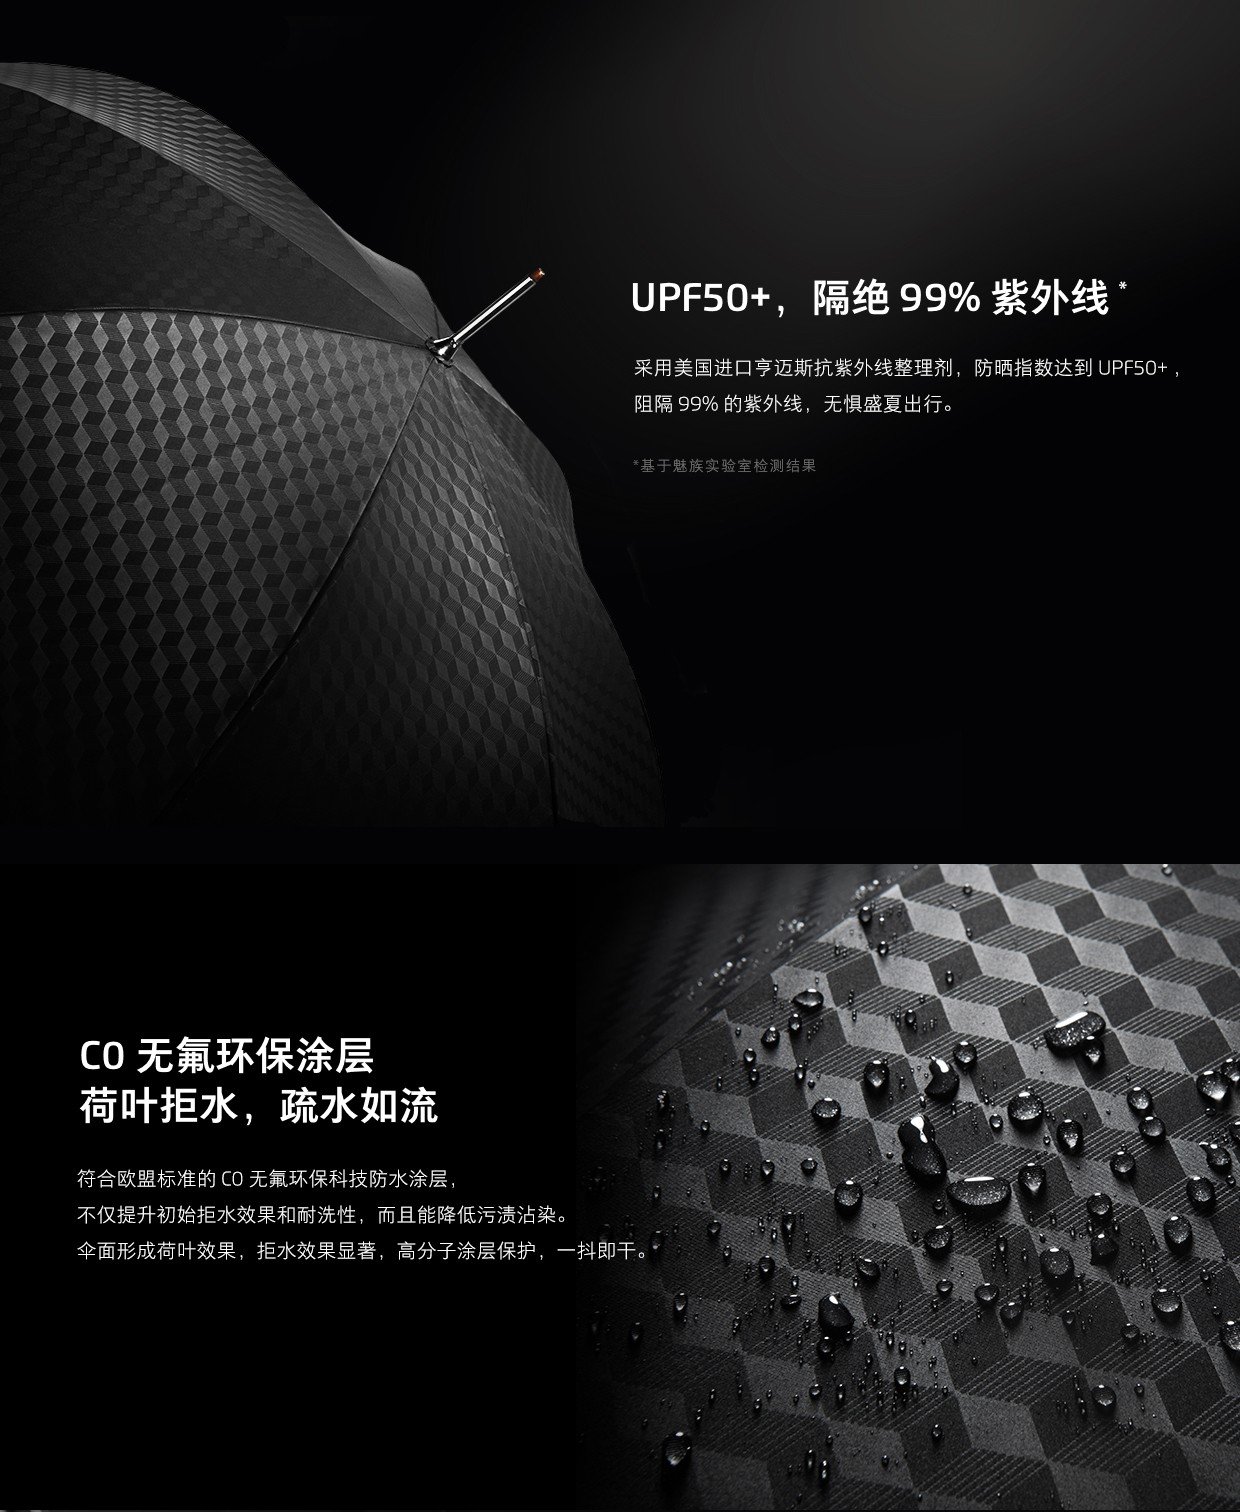 UPF50+，隔绝 99% 紫外线*
采用美国进口亨迈斯抗紫外线整理剂，防晒指数达到 UPF50+，
阻隔 99% 的紫外线，无惧盛夏出行。
*基于魅族实验室检测结果
C0 无氟环保涂层
荷叶拒水，疏水如流
符合欧盟标准的 C0 无氟环保科技防水涂层，
不仅提升初始拒水效果和耐洗性，而且能降低污渍沾染。
伞面形成荷叶效果，拒水效果显著，高分子涂层保护，一抖即干。